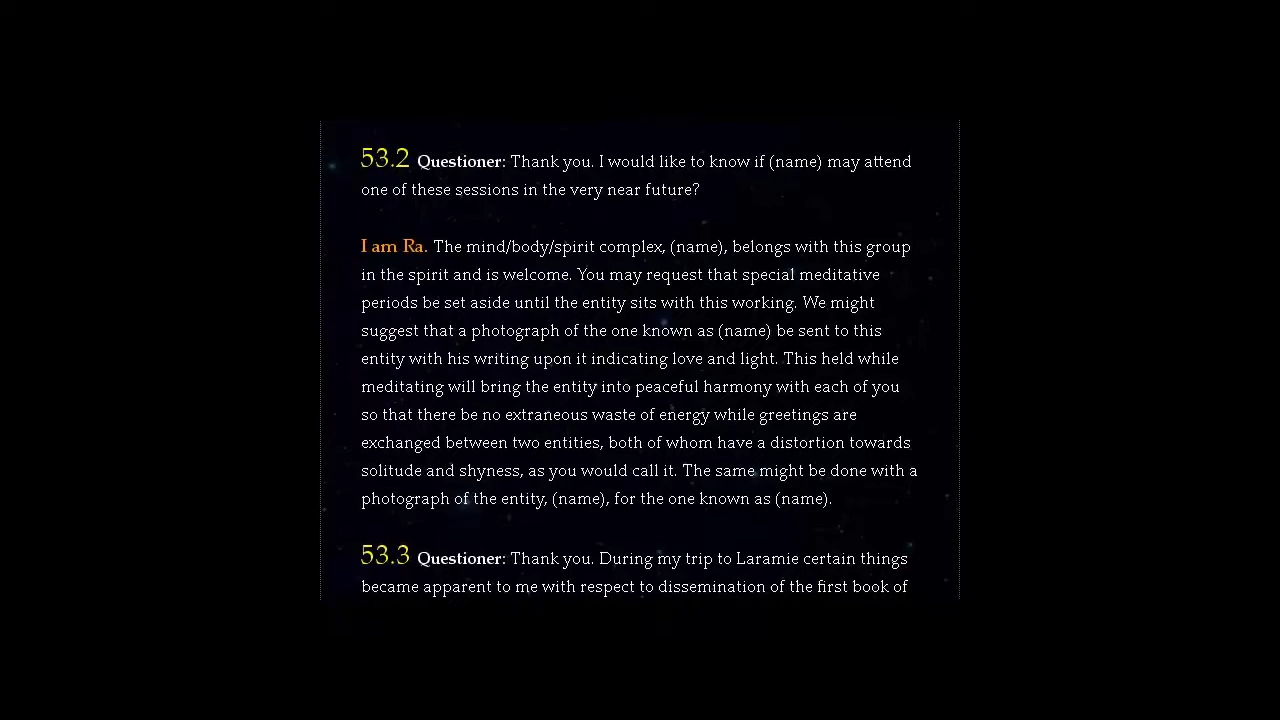 53.2 Questioner: Thank you. I would like to know if (name) may attend
one of these sessions in the very near future?
I am Ra. The mind/body/spirit complex, (name), belongs with this group
in the spirit and is welcome. You may request that special meditative
periods be set aside until the entity sits with this working. We might
suggest that a photograph of the one known as (name) be sent to this
entity with his writing upon it indicating love and light. This held while
meditating will bring the entity into peaceful harmony with each of you
so that there be no extraneous waste of energy while greetings are
exchanged between two entities, both of whom have a distortion towards
solitude and shyness, as you would call it. The same might be done with a
photograph of the entity, (name), for the one known as (name).
53.3 Questioner: Thank you. During my trip to Laramie certain things
became apparent to me with respect to dissemination of the first book of